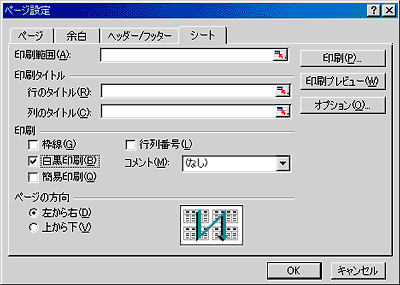 ページ設定
ページ 余白 ヘッダー/フッター シート
印刷範囲(A): 印刷(P)...
印刷タイトル
行のタイトル(R): 印刷プレビュー(W)
列のタイトル(C): オプション(O)...
印刷
枠線(G) 行列番号(L)
白黒印刷(B) コメント(M): (なし)
簡易印刷(Q)
ページの方向
左から右(D)
上から下(V)
OK キャンセル